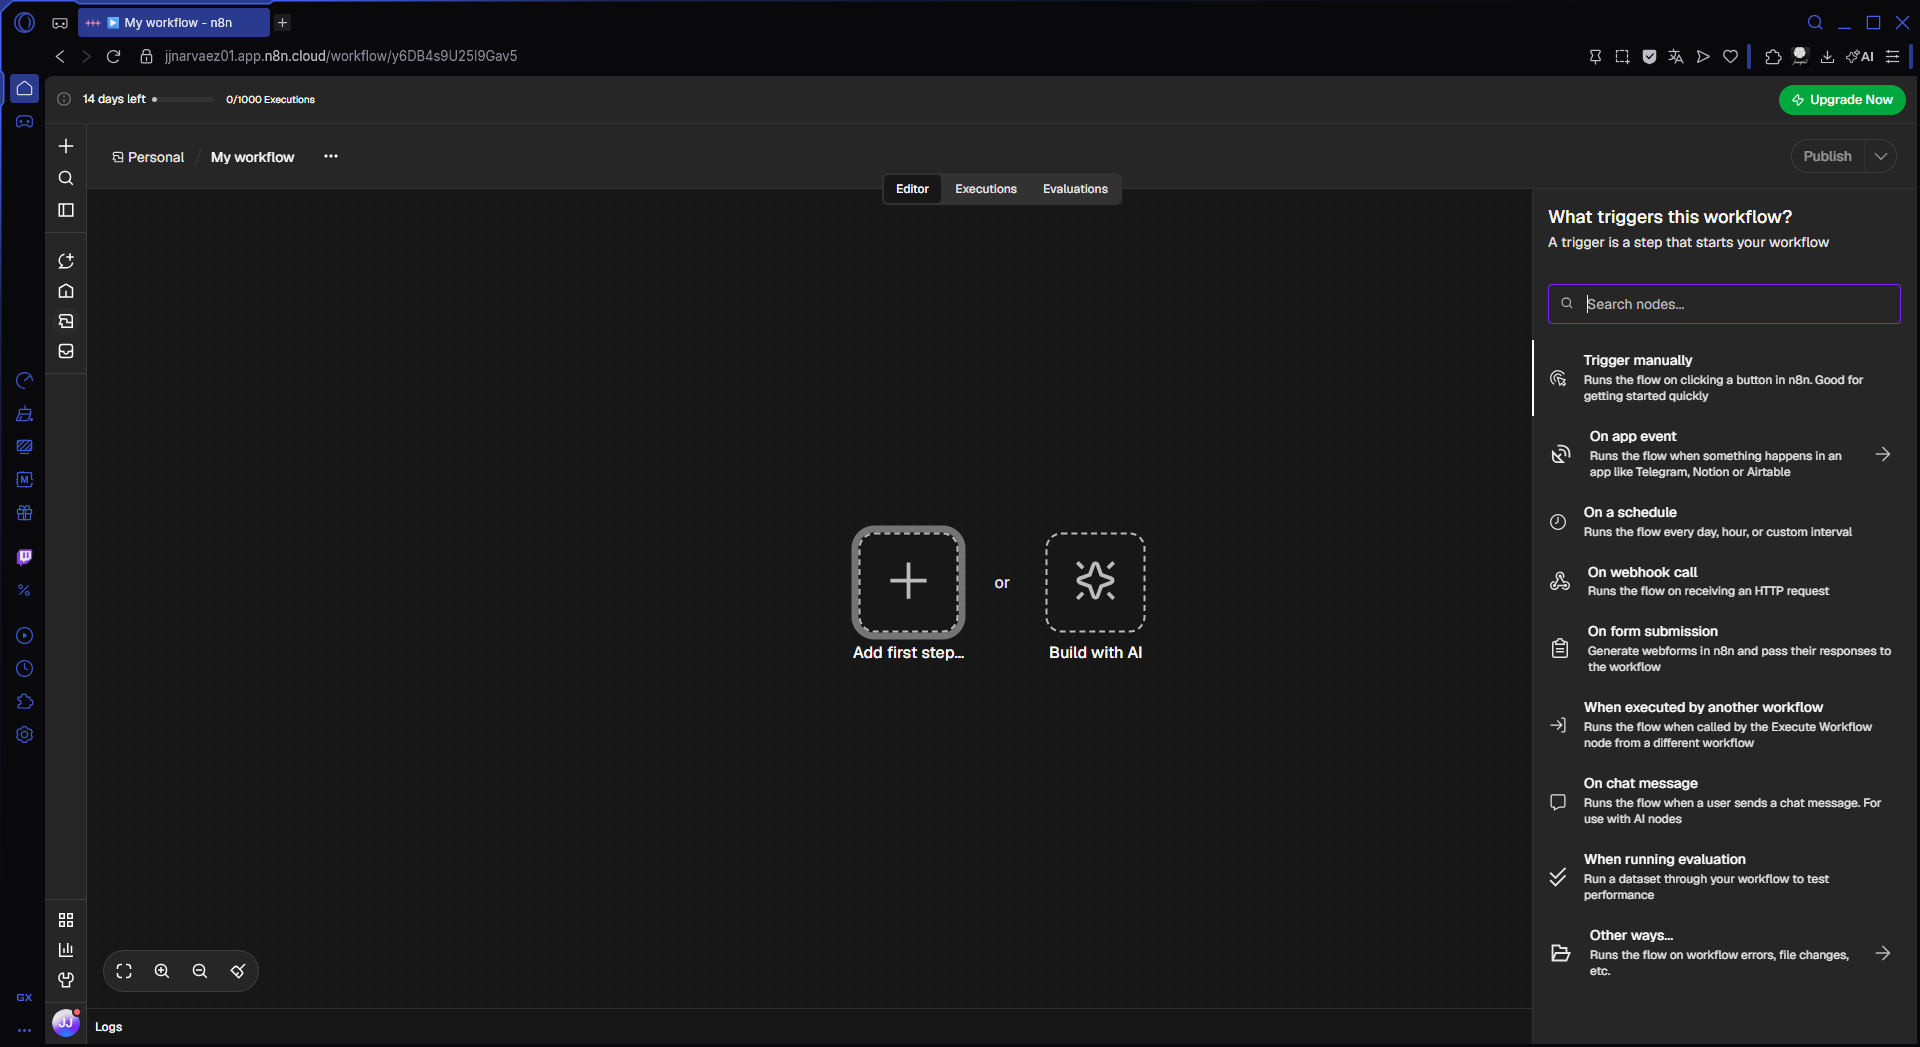 My workflow - n8n
jjnarvaez01.app.n8n.cloud/workflow/y6DB4s9U25I9Gav5
AI
14 days left
0/1000 Executions
Upgrade Now
Personal / My workflow
Publish
Editor
Executions
Evaluations
What triggers this workflow?
A trigger is a step that starts your workflow
Search nodes...
Trigger manually
Runs the flow on clicking a button in n8n. Good for
getting started quickly
On app event
Runs the flow when something happens in an
app like Telegram, Notion or Airtable
On a schedule
Runs the flow every day, hour, or custom interval
On webhook call
Runs the flow on receiving an HTTP request
On form submission
Generate webforms in n8n and pass their responses to
the workflow
When executed by another workflow
Runs the flow when called by the Execute Workflow
node from a different workflow
On chat message
Runs the flow when a user sends a chat message. For
use with AI nodes
When running evaluation
Run a dataset through your workflow to test
performance
Other ways...
Runs the flow on workflow errors, file changes,
etc.
Add first step...
or
Build with AI
M
GX
JJ
Logs